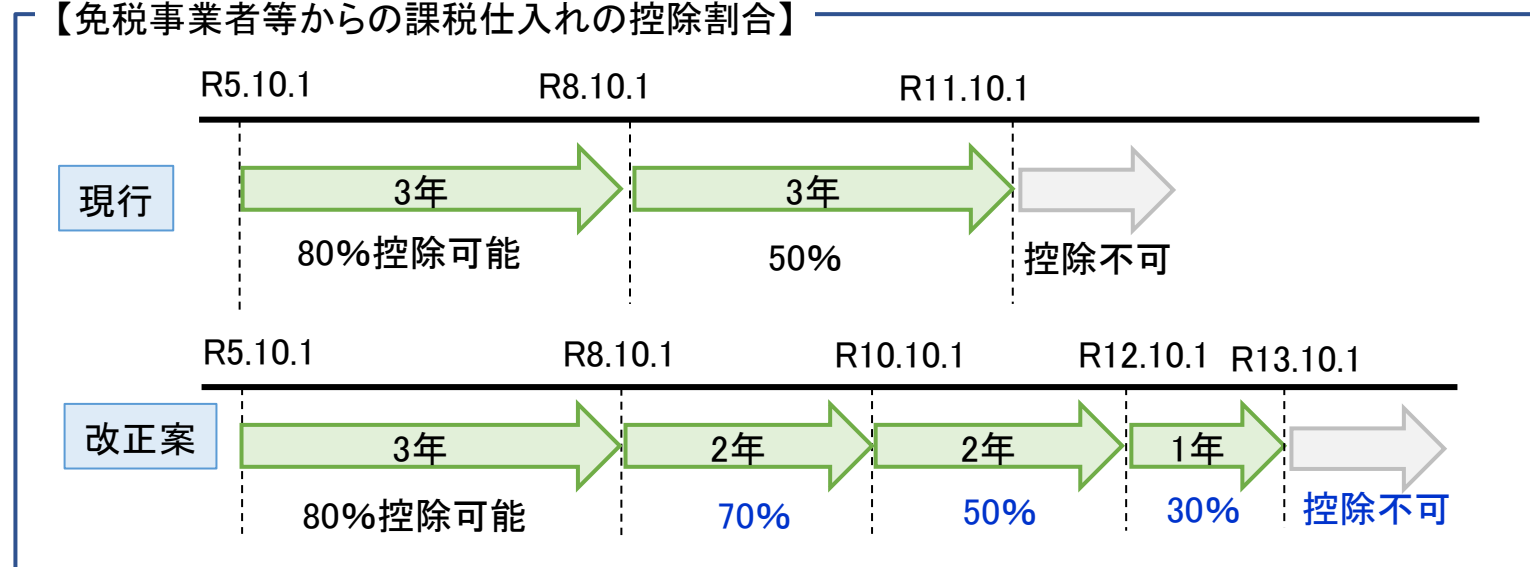 【免税事業者等からの課税仕入れの控除割合】
R5.10.1 R8.10.1 R11.10.1
現行
3年 3年
80%控除可能 50% 控除不可
R5.10.1 R8.10.1 R10.10.1 R12.10.1 R13.10.1
改正案
3年 2年 2年 1年
80%控除可能 70% 50% 30% 控除不可